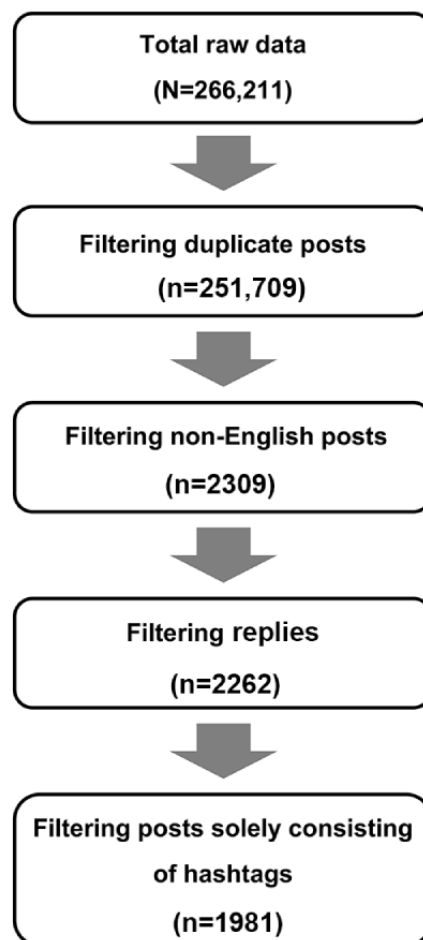 Total raw data
(N=266,211)
Filtering duplicate posts
(n=251,709)
Filtering non-English posts
(n=2309)
Filtering replies
(n=2262)
Filtering posts solely consisting
of hashtags
(n=1981)